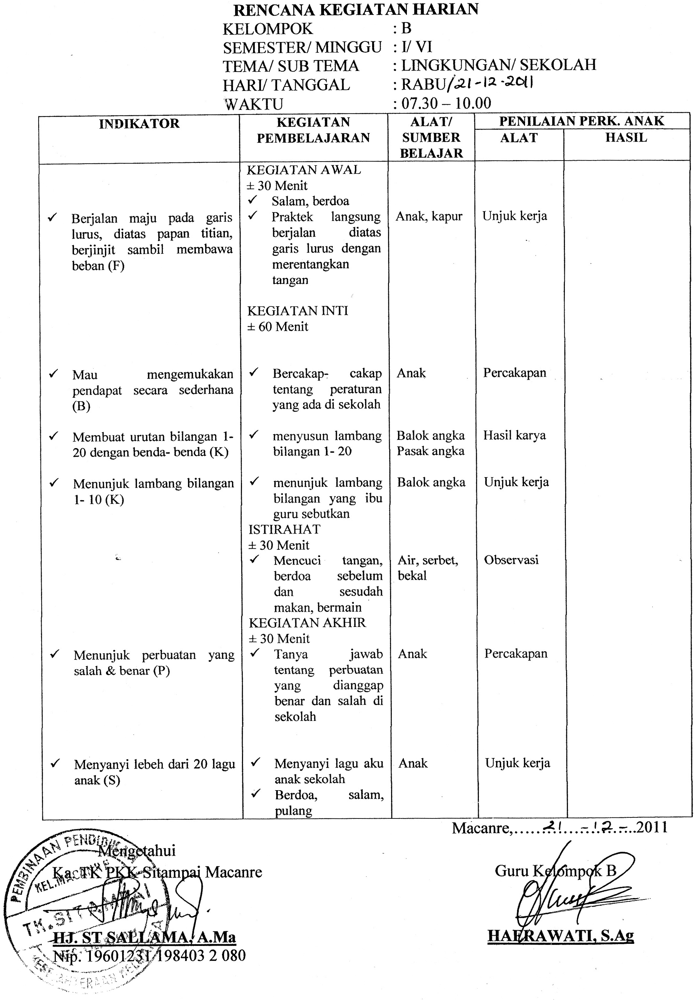 RENCANA KEGIATAN HARIAN
KELOMPOK : B
SEMESTER/ MINGGU : I/ VI
TEMA/ SUB TEMA : LINGKUNGAN/ SEKOLAH
HARI/ TANGGAL : RABU/21-12-2011
WAKTU : 07.30 – 10.00
INDIKATOR
KEGIATAN
PEMBELAJARAN
ALAT/
SUMBER
BELAJAR
PENILAIAN PERK. ANAK
ALAT HASIL
KEGIATAN AWAL
± 30 Menit
✓ Salam, berdoa
✓ Berjalan maju pada garis
lurus, diatas papan titian,
berjinjit sambil membawa
beban (F)
✓ Praktek langsung
berjalan diatas
garis lurus dengan
merentangkan
tangan
Anak, kapur
Unjuk kerja
KEGIATAN INTI
± 60 Menit
✓ Mau mengemukakan
pendapat secara sederhana
(B)
✓ Bercakap- cakap
tentang peraturan
yang ada di sekolah
Anak
Percakapan
✓ Membuat urutan bilangan 1-
20 dengan benda- benda (K)
✓ menyusun lambang
bilangan 1- 20
Balok angka
Pasak angka
Hasil karya
✓ Menunjuk lambang bilangan
1- 10 (K)
✓ menunjuk lambang
bilangan yang ibu
guru sebutkan
Balok angka
Unjuk kerja
ISTIRAHAT
± 30 Menit
✓ Mencuci tangan,
berdoa sebelum
dan sesudah
makan, bermain
Air, serbet,
bekal
Observasi
KEGIATAN AKHIR
± 30 Menit
✓ Menunjuk perbuatan yang
salah & benar (P)
✓ Tanya jawab
tentang perbuatan
yang dianggap
benar dan salah di
sekolah
Anak
Percakapan
✓ Menyanyi lebeh dari 20 lagu
anak (S)
✓ Menyanyi lagu aku
anak sekolah
✓ Berdoa, salam,
pulang
Anak
Unjuk kerja
Macanre,......21...-12-...2011
Mengetahui
Ka. TK PKK Sitampai Macanre
Guru Kelompok B
PEMBINAAN PENDIDIKAN
KEL.MACANRE
TK.SITAMPAI
KESEJAHTERAAN KELUARGA
HJ. ST SALLAMA, A.Ma
Nip. 19601231 198403 2 080
HAERAWATI, S.Ag